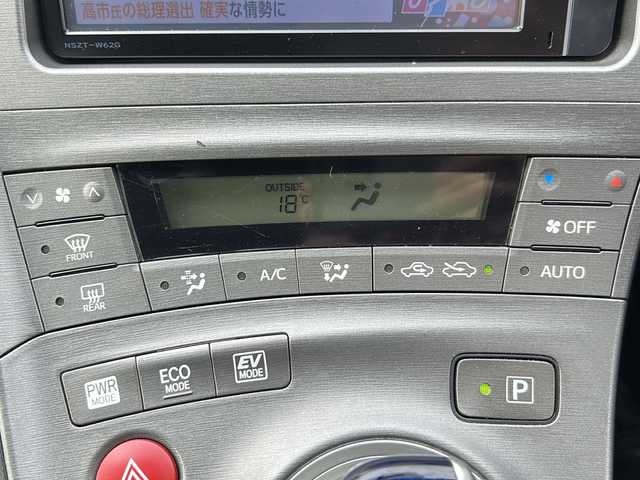 高市氏の総理選出 確実な情勢に
NSZT-W62G
OUTSIDE
18°C
OFF
FRONT
A/C
AUTO
REAR
PWR
MODE
ECO
MODE
EV
MODE
P